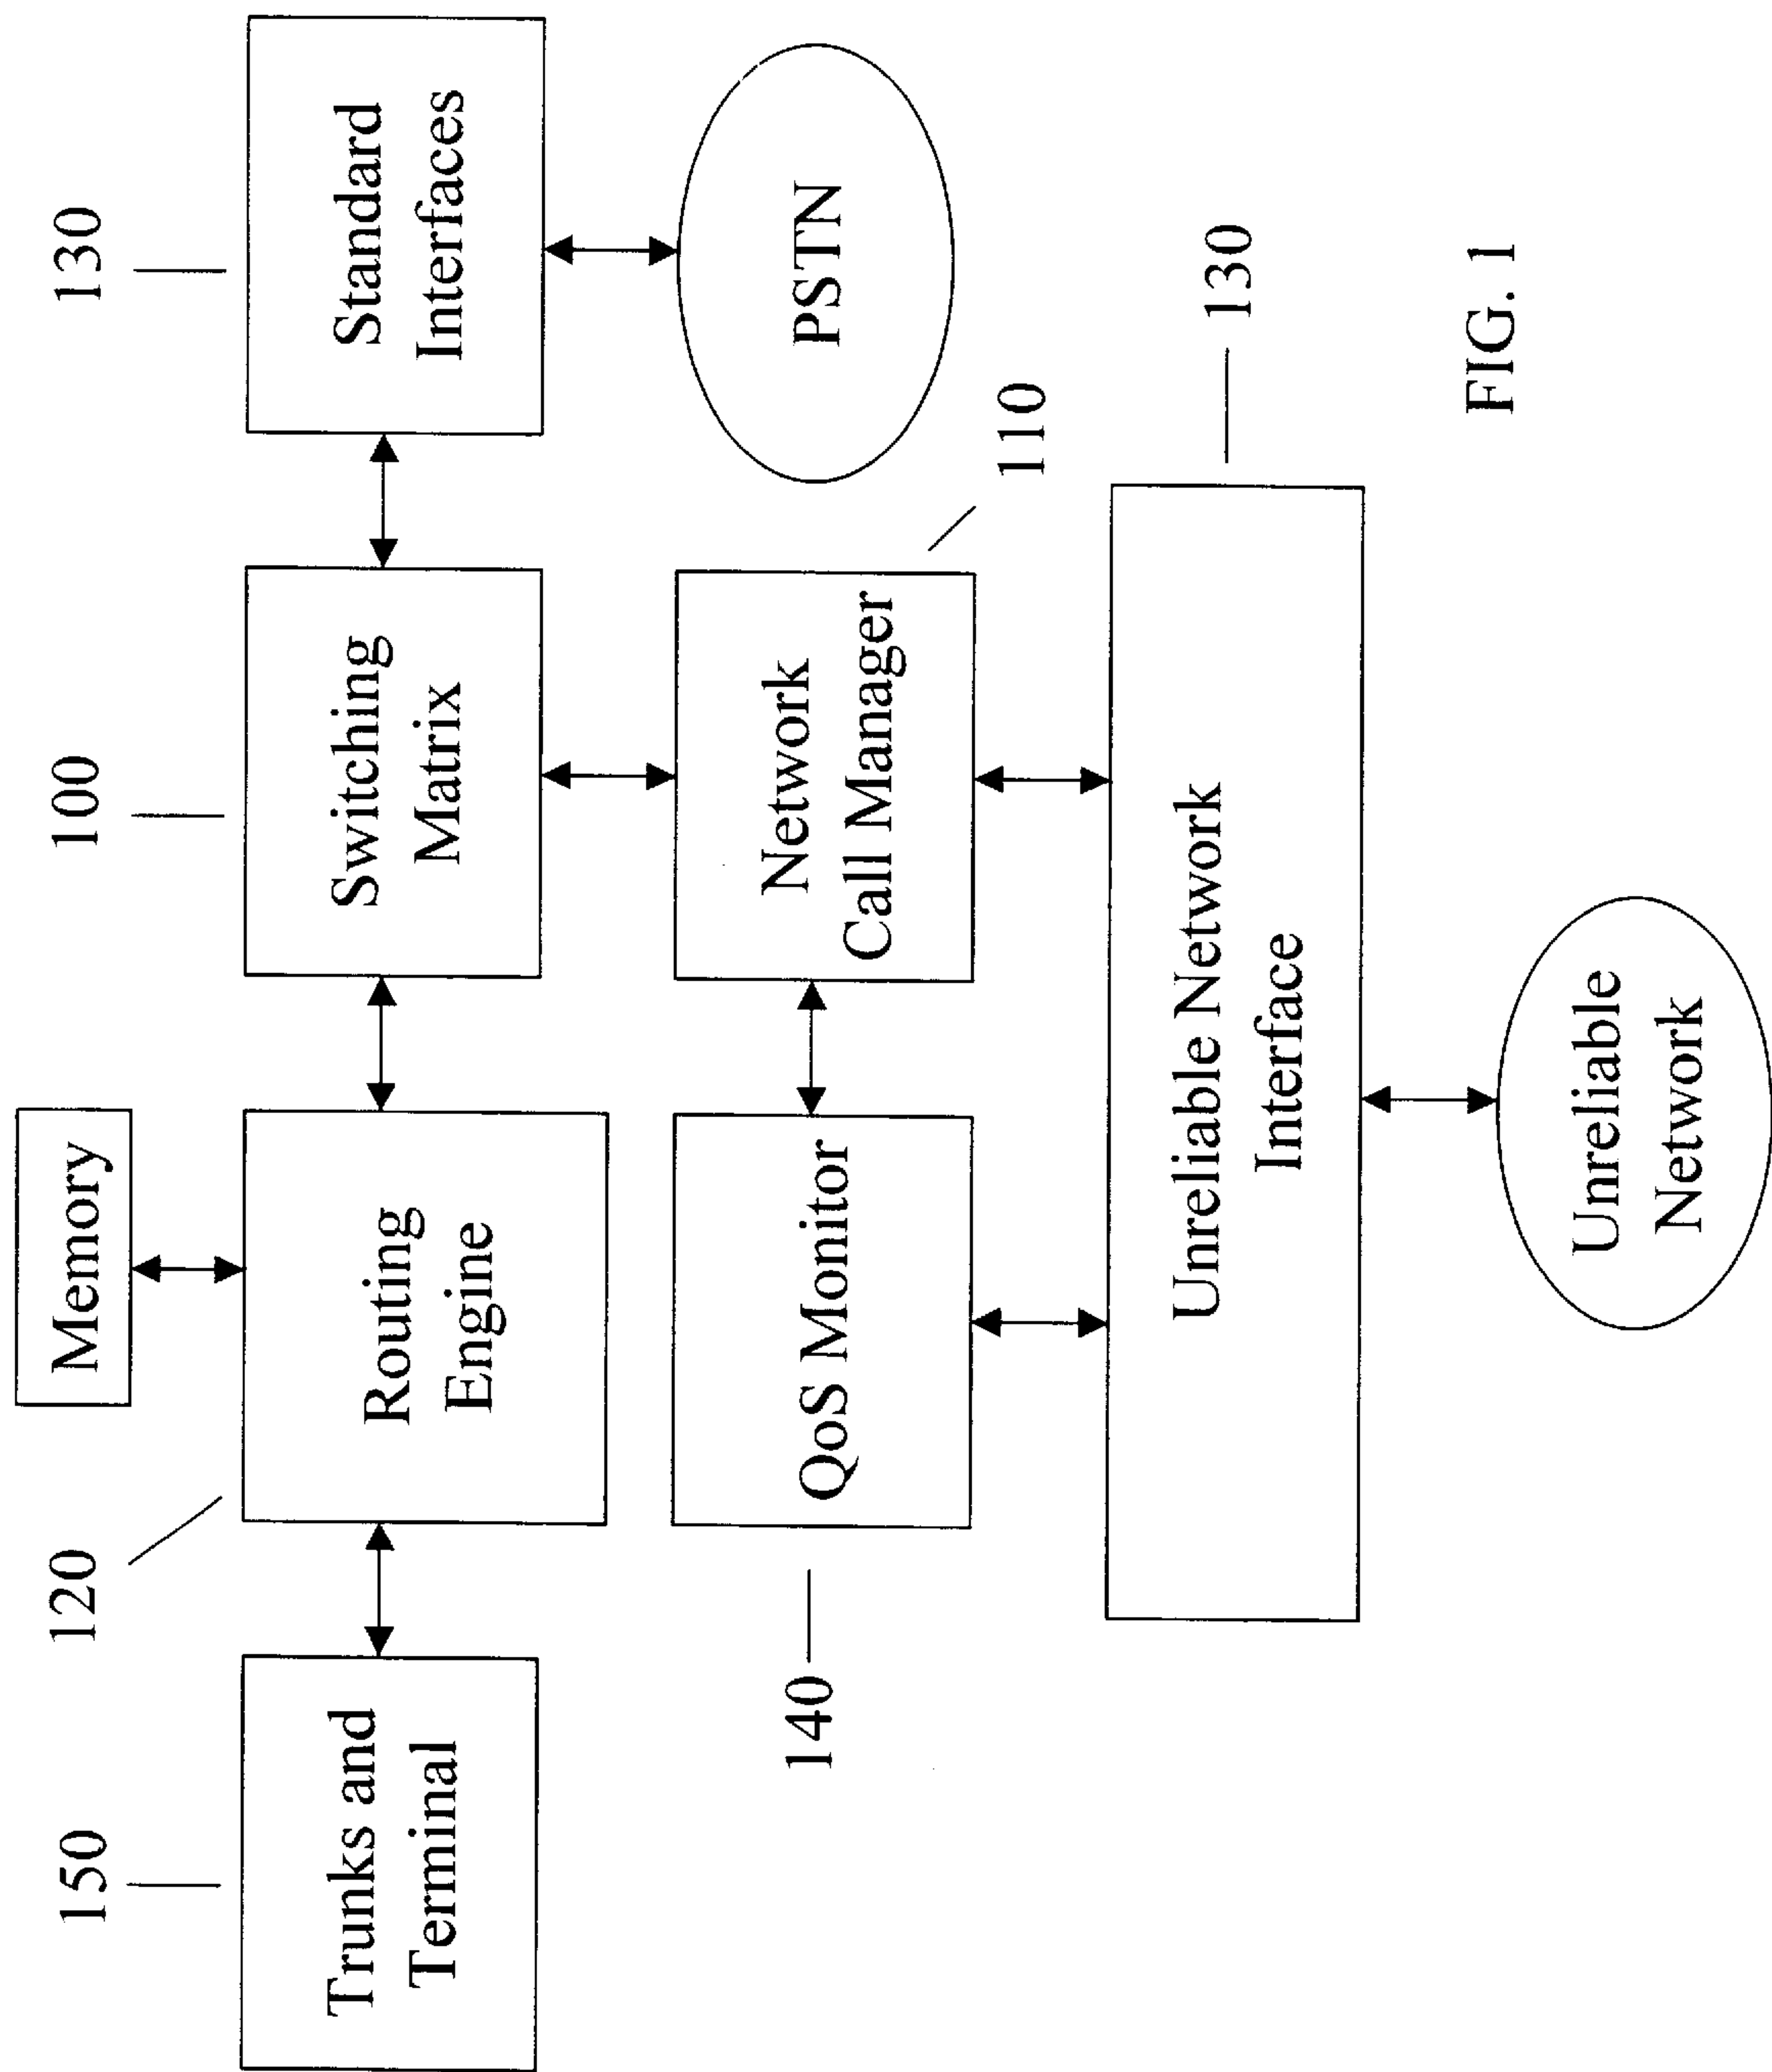 150
120
Memory
100
130
Trunks and
Terminal
Routing
Engine
Switching
Matrix
Standard
Interfaces
140
QoS Monitor
Network
Call Manager
110
PSTN
Unreliable Network
Interface
130
Unreliable
Network
FIG. 1